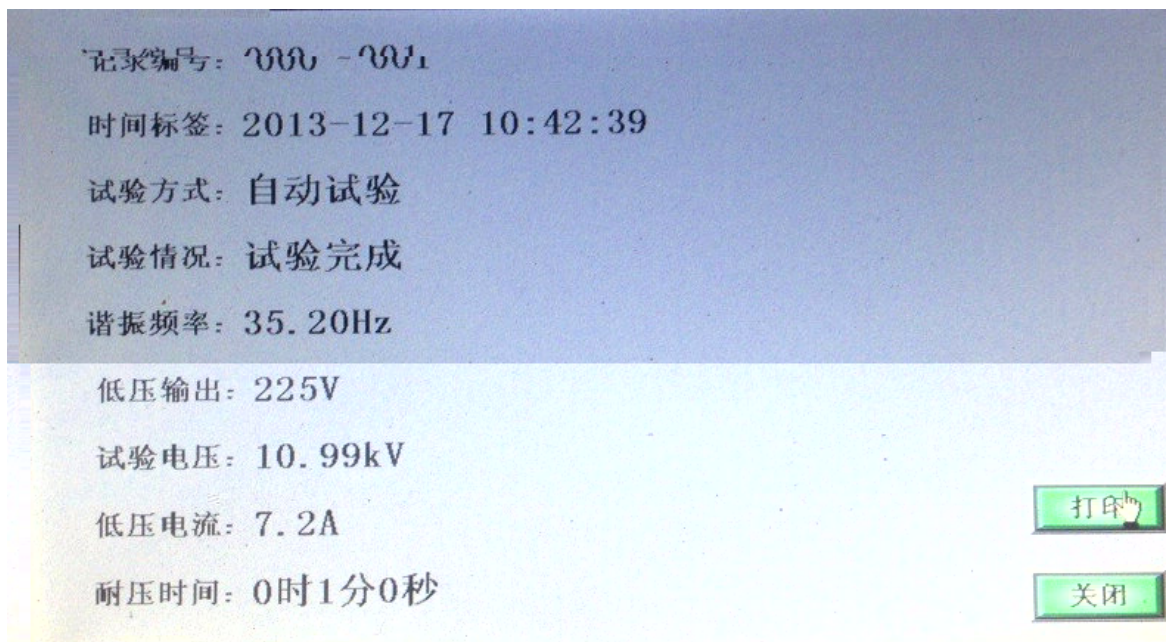 记录编号:
时间标签: 2013-12-17 10:42:39
试验方式: 自动试验
试验情况: 试验完成
谐振频率: 35.20Hz
低压输出: 225V
试验电压: 10.99kV
低压电流: 7.2A
耐压时间: 0时1分0秒
打印
关闭